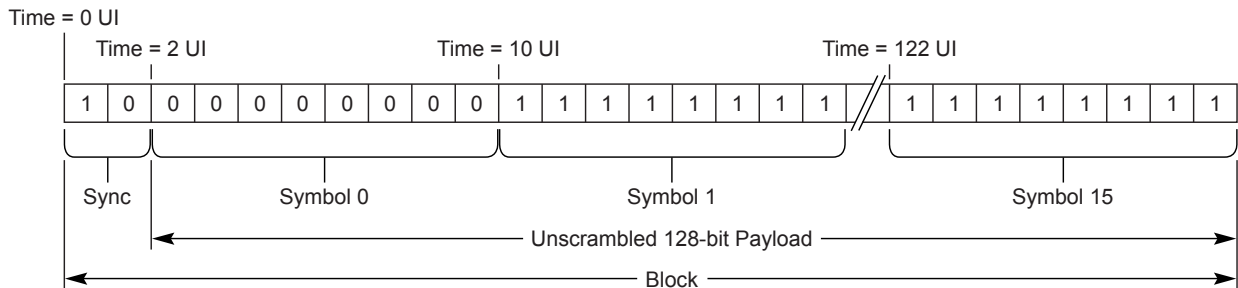 Time = 0 UI
Time = 2 UI Time = 10 UI Time = 122 UI
1 0 0 0 0 0 0 0 0 0 1 1 1 1 1 1 1 1 1 1 1 1 1 1 1 1
Sync Symbol 0 Symbol 1 Symbol 15
Unscrambled 128-bit Payload
Block